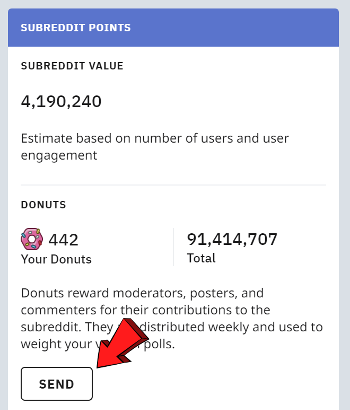 SUBREDDIT POINTS
SUBREDDIT VALUE
4,190,240
Estimate based on number of users and user
engagement
DONUTS
442
Your Donuts
91,414,707
Total
Donuts reward moderators, posters, and
commenters for their contributions to the
subreddit. They distributed weekly and used to
weight your polls.
SEND